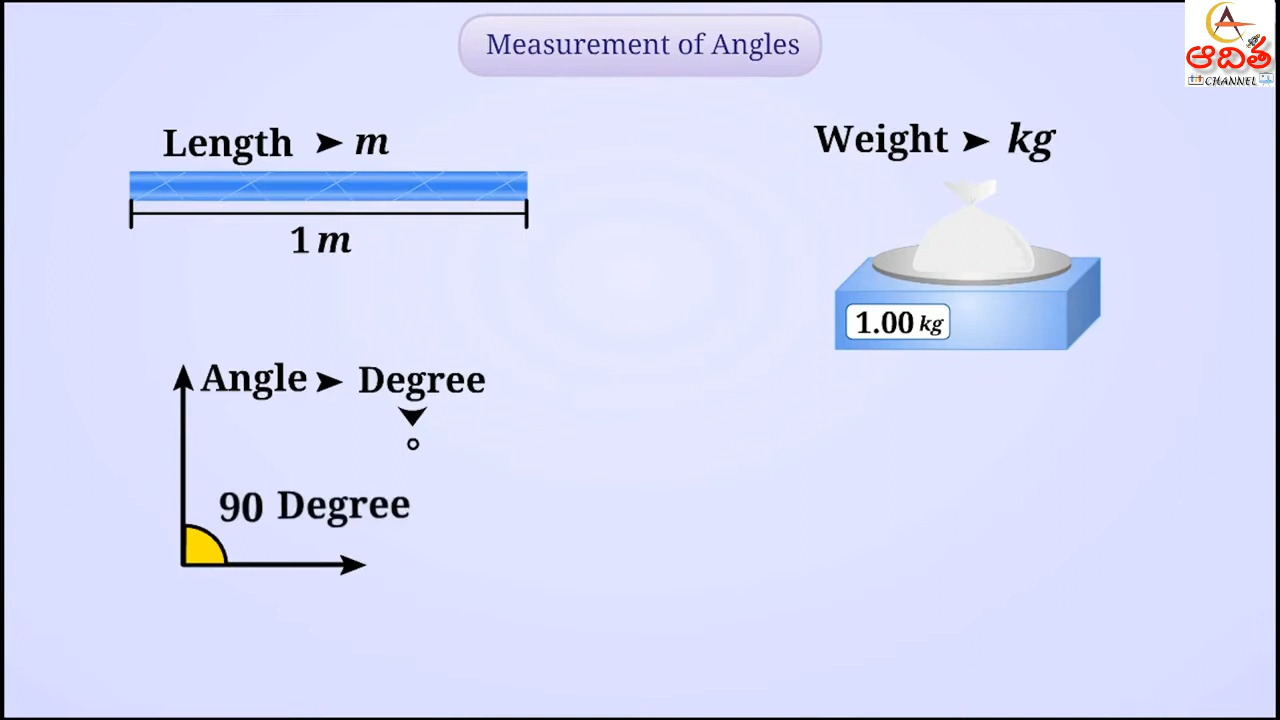 Measurement of Angles
ఆదిత్య
CHANNEL
Length ➤ m
1 m
Weight ➤ kg
1.00 kg
Angle ➤ Degree
°
90 Degree